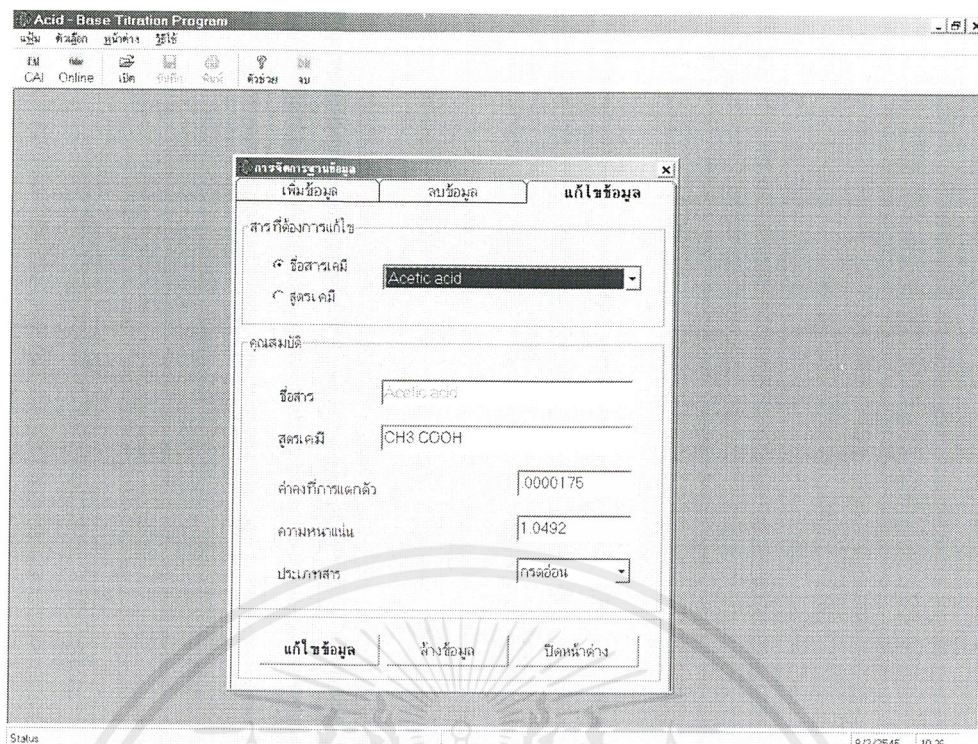 Acid - Base Titration Program
แฟ้ม ตัวเลือก หน้าต่าง วิธีใช้
CAI Online เปิด บันทึก พิมพ์ ตัวช่วย จบ
การจัดการฐานข้อมูล
เพิ่มข้อมูล ลบข้อมูล แก้ไขข้อมูล
สารที่ต้องการแก้ไข
ชื่อสารเคมี
Acetic acid
สูตรเคมี
คุณสมบัติ
ชื่อสาร Acetic acid
สูตรเคมี CH3 COOH
ค่าคงที่การแตกตัว .0000175
ความหนาแน่น 1.0492
ประเภทสาร กรดอ่อน
แก้ไขข้อมูล ล้างข้อมูล ปิดหน้าต่าง
Status 10:26